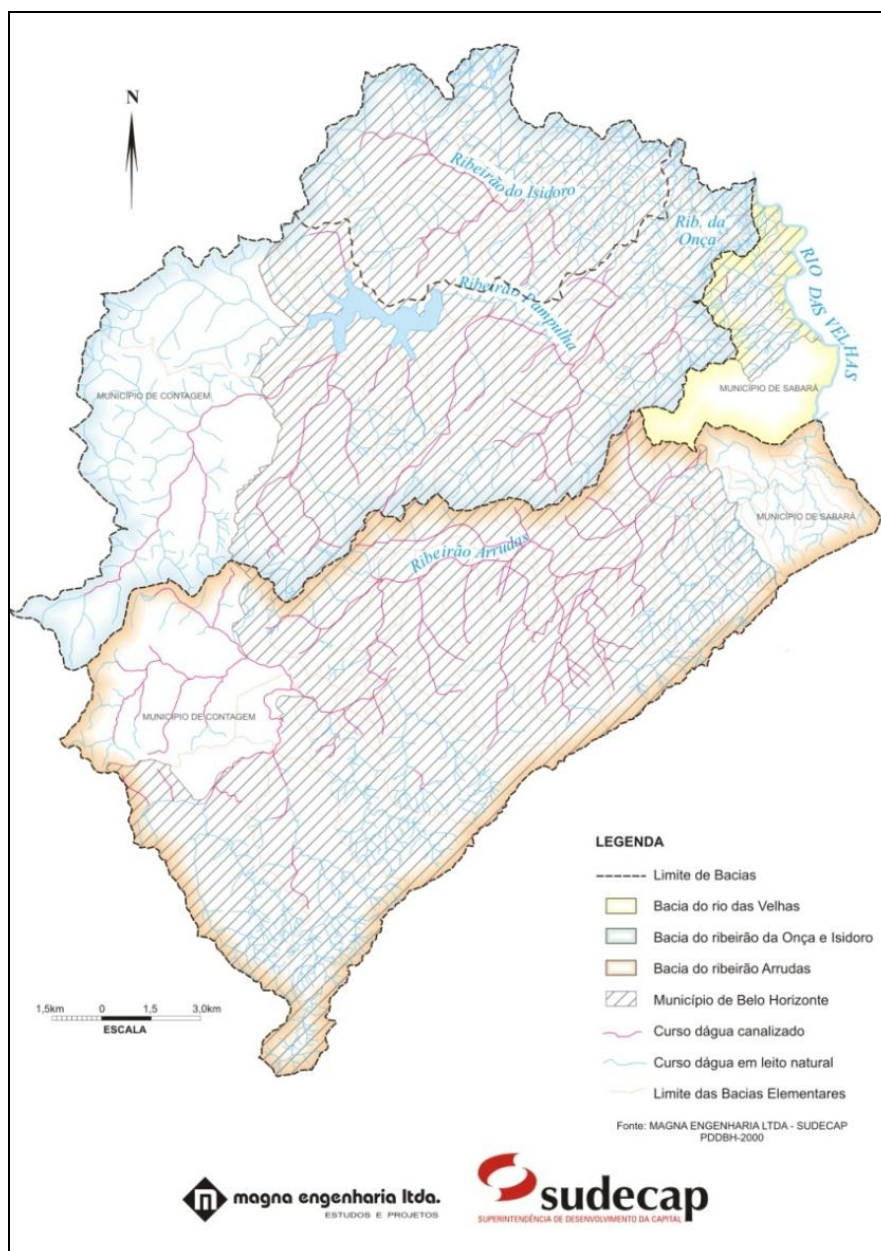 N
Ribeirão do Isidoro
Rib. da
Onça
RIO DAS VELHAS
Ribeirão Pampulha
MUNICÍPIO DE CONTAGEM
MUNICÍPIO DE SABARÁ
MUNICÍPIO DE SABARÁ
Ribeirão Arrudas
MUNICÍPIO DE CONTAGEM
LEGENDA
Limite de Bacias
Bacia do rio das Velhas
Bacia do ribeirão da Onça e Isidoro
Bacia do ribeirão Arrudas
Município de Belo Horizonte
Curso dágua canalizado
Curso dágua em leito natural
Limite das Bacias Elementares
1,5km 0 1,5 3,0km
ESCALA
Fonte: MAGNA ENGENHARIA LTDA - SUDECAP
PDDBH-2000
magna engenharia ltda.
ESTUDOS E PROJETOS
sudecap
SUPERINTENDÊNCIA DE DESENVOLVIMENTO DA CAPITAL